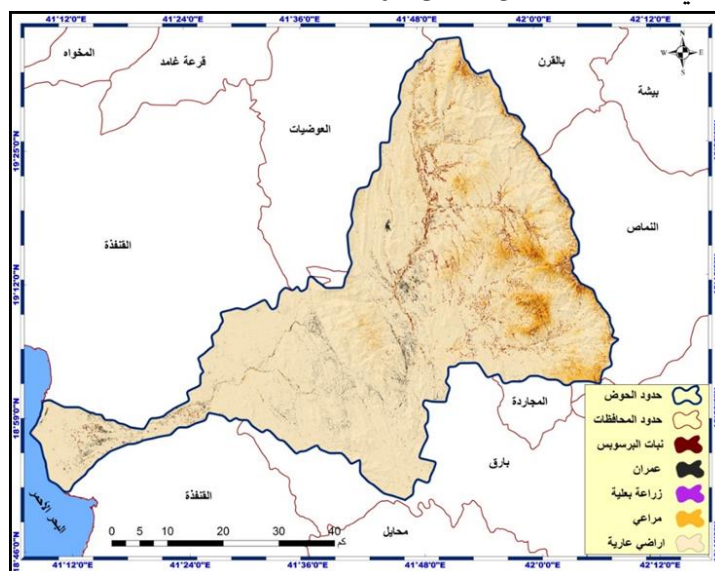 41°12'0"E
41°24'0"E
41°36'0"E
41°48'0"E
42°0'0"E
42°12'0"E
المخواه
قرعة غامد
بالقرن
بيشة
العوضيات
19°25'0"N
النماص
القنفذة
19°12'0"N
18°59'0"N
المجاردة
بارق
القنفذة
محايل
البحر الأحمر
18°46'0"N
حدود الحوض
حدود المحافظات
نبات البرسوبس
عمران
زراعة بعلية
مراعي
اراضي عارية
0 5 10 20 30 40
كم
N
W E
S
41°12'0"E
41°24'0"E
41°36'0"E
41°48'0"E
42°0'0"E
42°12'0"E